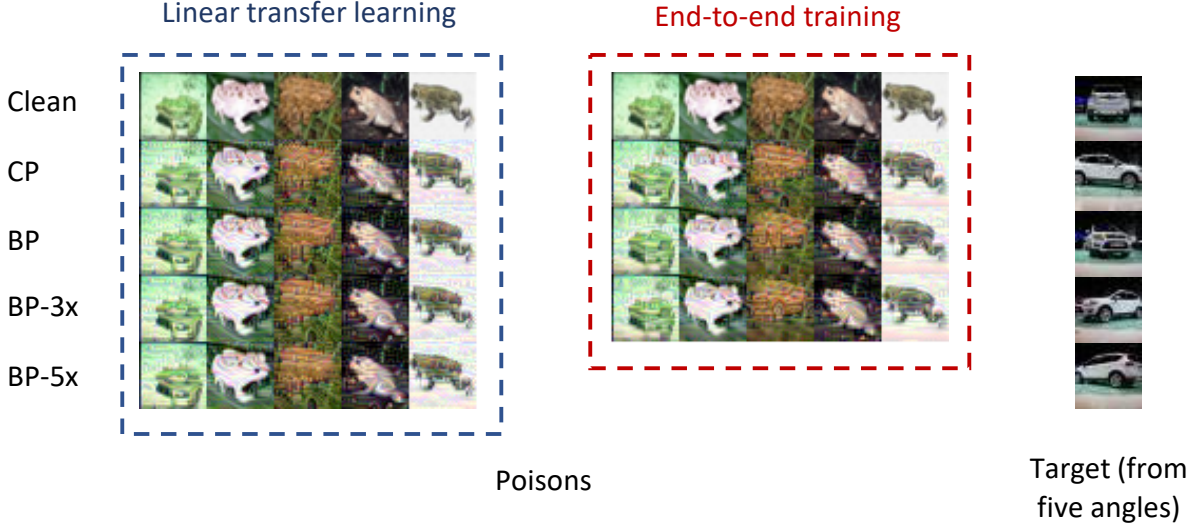 Linear transfer learning
End-to-end training
Clean
CP
BP
BP-3x
BP-5x
Poisons
Target (from
five angles)